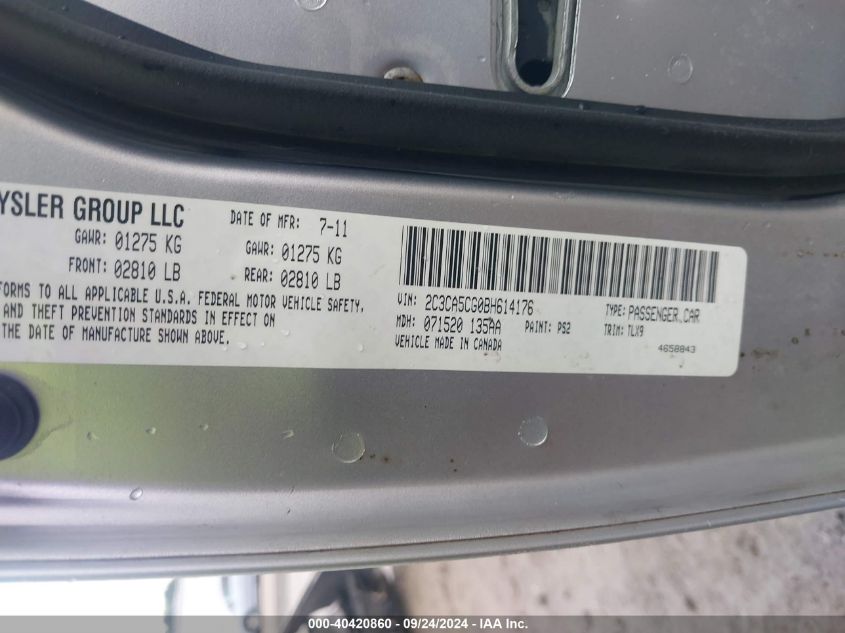 YSLER GROUP LLC
DATE OF MFR: 7-11
GAWR: 01275 KG
GAWR: 01275 KG
FRONT: 02810 LB
REAR: 02810 LB
FORMS TO ALL APPLICABLE U.S.A. FEDERAL MOTOR VEHICLE SAFETY,
AND THEFT PREVENTION STANDARDS IN EFFECT
THE DATE OF MANUFACTURE SHOWN ABOVE.
VIN: 2C3CA5CG0BH614176
TYPE: PASSENGER CAR
MDH: 071520 135AA
PAINT: PS2
TRIM: TLX9
VEHICLE MADE IN CANADA
4658843
000-40420860 - 09/24/2024 - IAA Inc.